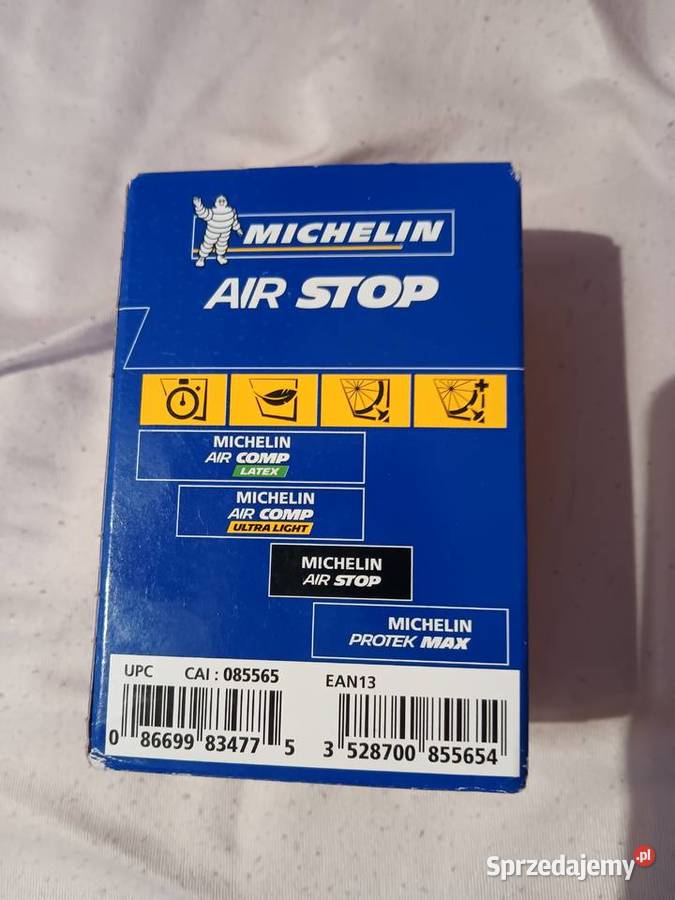 MICHELIN
AIR STOP
MICHELIN
AIR COMP
LATEX
MICHELIN
AIR COMP
ULTRA LIGHT
MICHELIN
AIR STOP
MICHELIN
PROTEK MAX
UPC CAI : 085565 EAN13
0 86699 83477 5 3 528700 855654
Sprzedajemy.pl